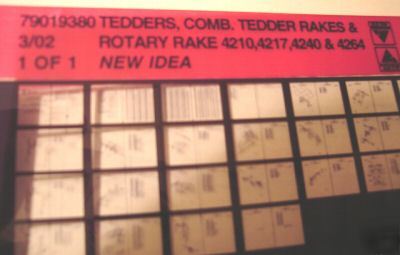 79019380 TEDDERS, COMB. TEDDER RAKES &
3/02 ROTARY RAKE 4210,4217,4240 & 4264
1 OF 1 NEW IDEA